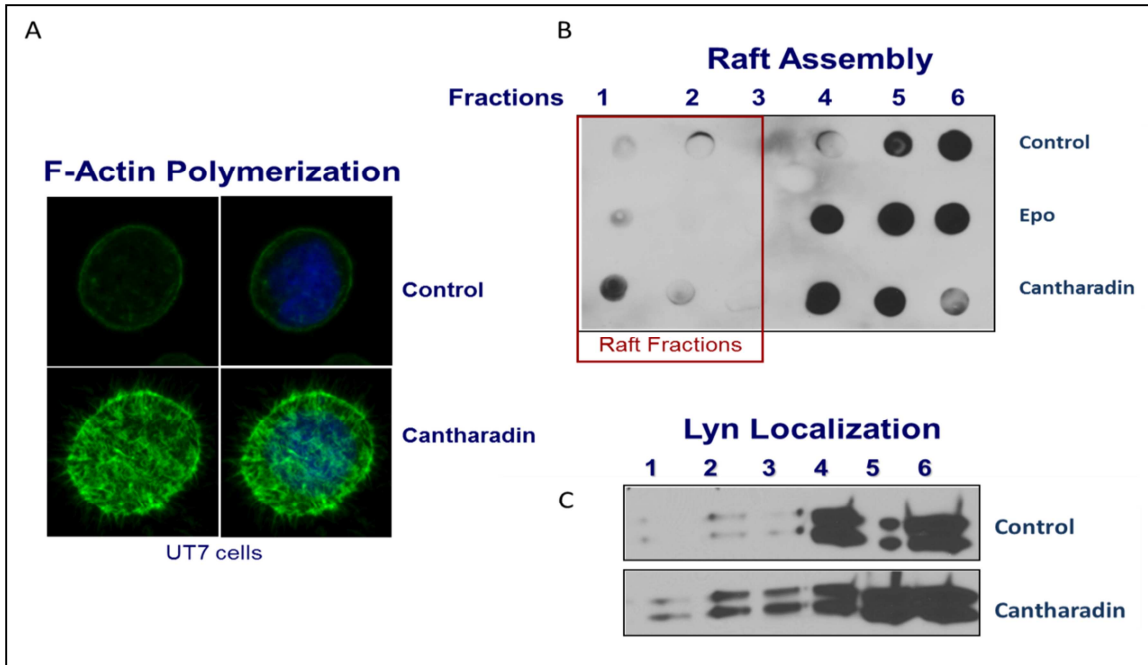 A
F-Actin Polymerization
Control
Cantharadin
UT7 cells
B
Raft Assembly
Fractions 1 2 3 4 5 6
Control
Epo
Cantharadin
Raft Fractions
Lyn Localization
1 2 3 4 5 6
C
Control
Cantharadin